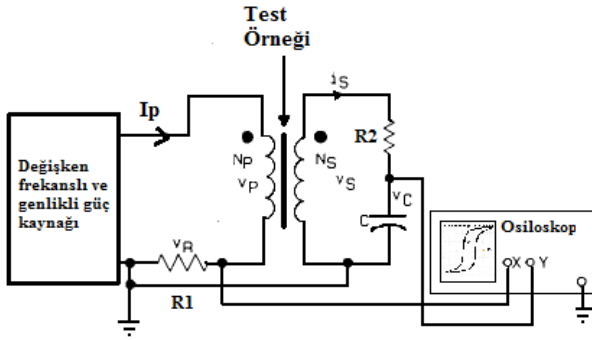 Test
Örneği
Ip
is
R2
Değişken
frekanslı ve
genlikli güç
kaynağı
NP
VP
NS
VS
VC
C
Osiloskop
VR
X
Y
R1